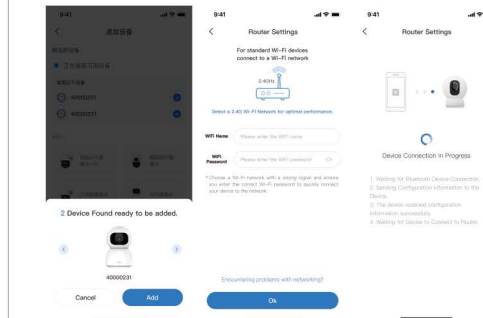 9:41
添加设备
40000231
40000231
2 Device Found ready to be added.
40000231
Cancel
Add
9:41
Router Settings
For standard Wi-Fi devices
connect to a Wi-Fi network
2.4GHz
Select a 2.4G Wi-Fi Network for optimal performance.
WiFi Name
Please enter the WIFI name
WIFI
Password
Please enter the WIFI password
* Choose a Wi-Fi network with a strong signal and ensure
you enter the correct Wi-Fi password to quickly connect
your device to the network.
Encountering problems with networking?
Ok
9:41
Router Settings
Device Connection in Progress
1. Waiting for Bluetooth Device Connection.
2. Sending Configuration Information to the
Device.
3. The device received configuration
information successfully.
4. Waiting for Device to Connect to Router.